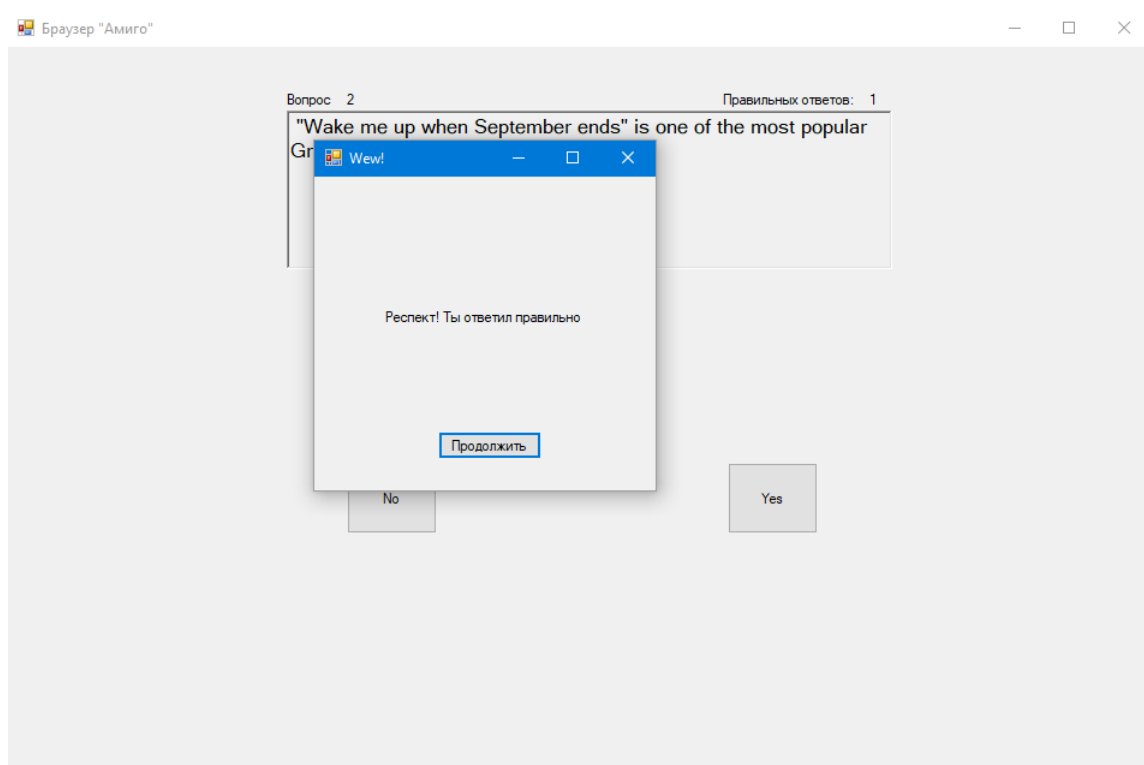 Браузер "Амиго"
Вопрос 2
Правильных ответов: 1
"Wake me up when September ends" is one of the most popular
Gr
Wew!
Респект! Ты ответил правильно
Продолжить
No
Yes